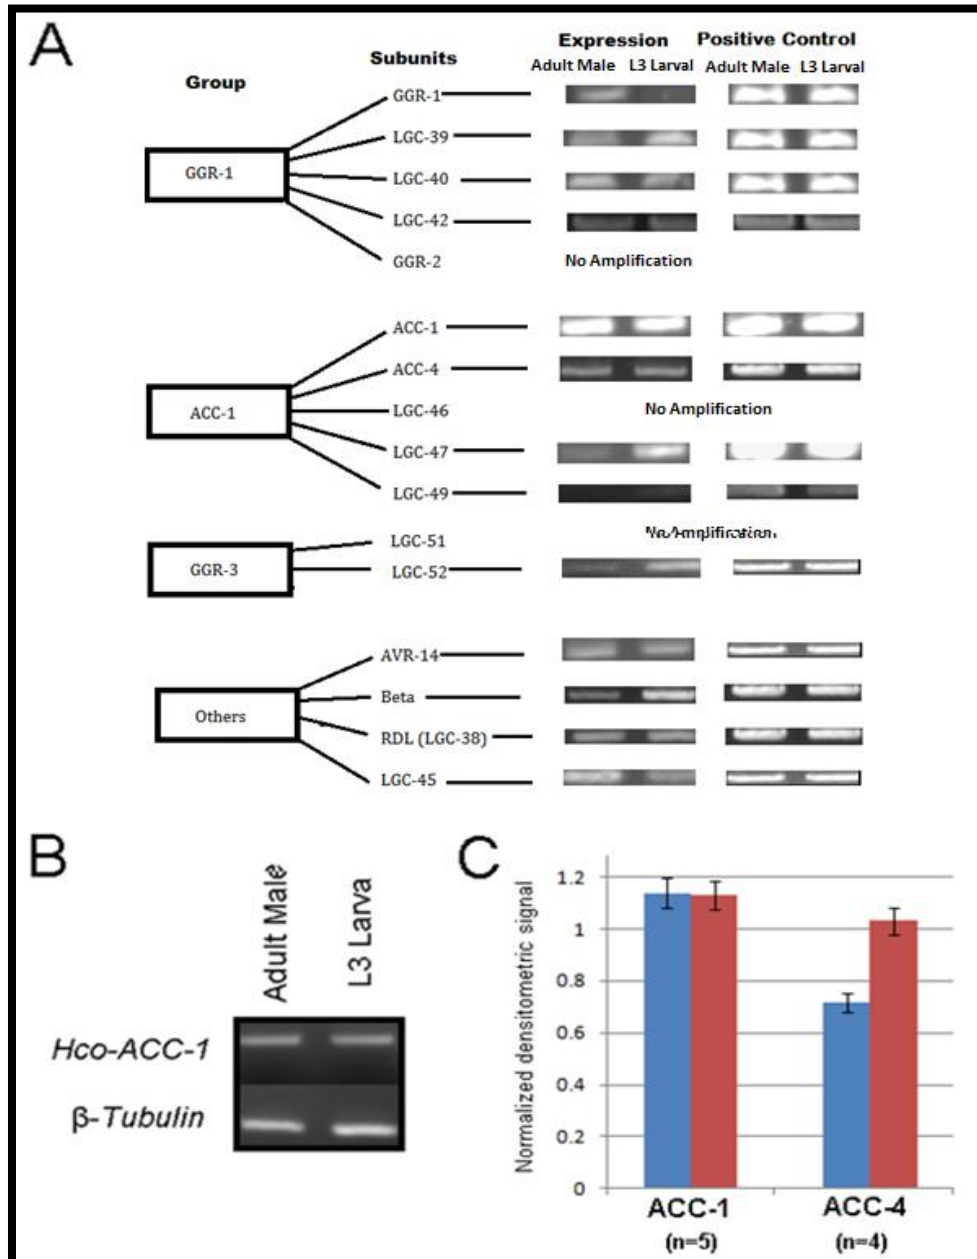 A
Group
Subunits
Expression
Positive Control
Adult Male L3 Larval
Adult Male L3 Larval
GGR-1
GGR-1
LGC-39
LGC-40
LGC-42
GGR-2
No Amplification
ACC-1
ACC-1
ACC-4
LGC-46
No Amplification
LGC-47
LGC-49
GGR-3
LGC-51
No Amplification
LGC-52
Others
AVR-14
Beta
RDL (LGC-38)
LGC-45
B
Adult Male
L3 Larva
Hco-ACC-1
β-Tubulin
C
Normalized densitometric signal
1.2
1
0.8
0.6
0.4
0.2
0
ACC-1
ACC-4
(n=5)
(n=4)